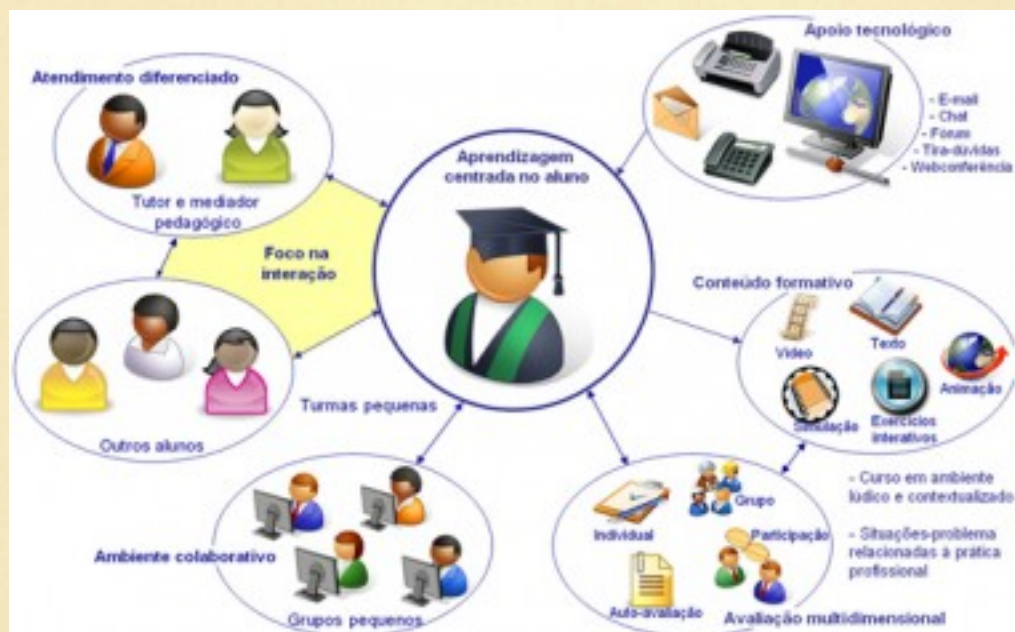 Atendimento diferenciado
Tutor e mediador
pedagógico
Foco na
interação
Outros alunos
Aprendizagem
centrada no aluno
Apoio tecnológico
- E-mail
- Chat
- Fórum
- Tira-dúvidas
- Webconferência
Conteúdo formativo
Vídeo
Texto
Animação
Simulação
Exercícios
interativos
Turmas pequenas
Ambiente colaborativo
Grupos pequenos
Individual
Grupo
Participação
Auto-avaliação
Avaliação multidimensional
- Curso em ambiente
lúdico e contextualizado
- Situações-problema
relacionadas à prática
profissional